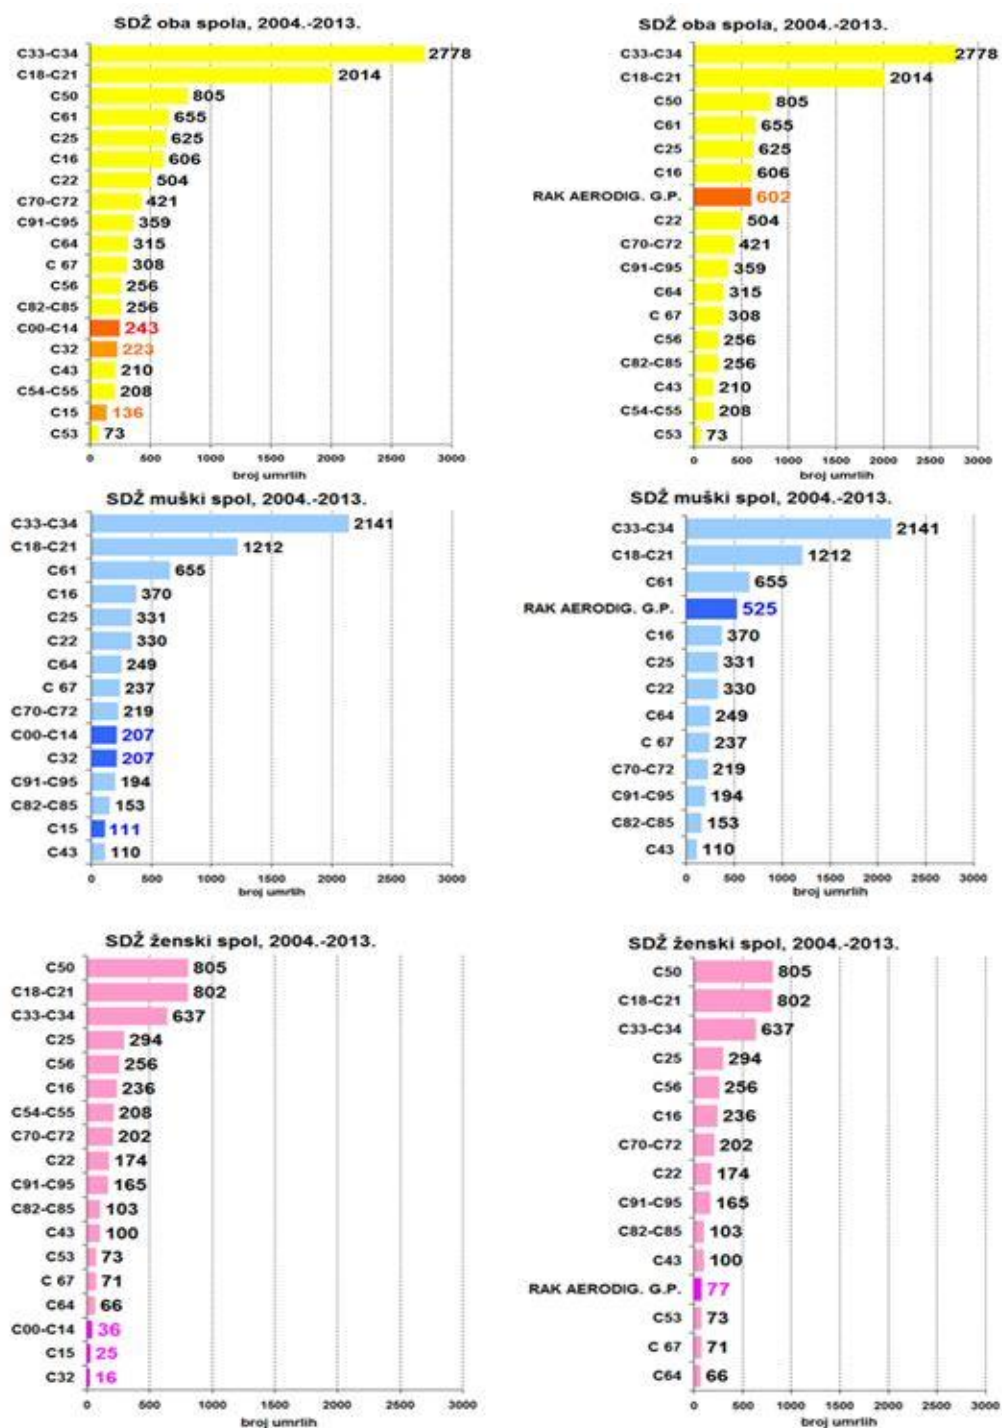 SDŽ oba spola, 2004.-2013.
C33-C34 2778
C18-C21 2014
C50 805
C61 655
C25 625
C16 606
C22 504
C70-C72 421
C91-C95 359
C64 315
C 67 308
C56 256
C82-C85 256
C00-C14 243
C32 223
C43 210
C54-C55 208
C15 136
C53 73
0 500 1000 1500 2000 2500 3000
broj umrlih
SDŽ oba spola, 2004.-2013.
C33-C34 2778
C18-C21 2014
C50 805
C61 655
C25 625
C16 606
RAK AERODIG. G.P. 602
C22 504
C70-C72 421
C91-C95 359
C64 315
C 67 308
C56 256
C82-C85 256
C43 210
C54-C55 208
C53 73
0 500 1000 1500 2000 2500 3000
broj umrlih
SDŽ muški spol, 2004.-2013.
C33-C34 2141
C18-C21 1212
C61 655
C16 370
C25 331
C22 330
C64 249
C 67 237
C70-C72 219
C00-C14 207
C32 207
C91-C95 194
C82-C85 153
C15 111
C43 110
0 500 1000 1500 2000 2500 3000
broj umrlih
SDŽ muški spol, 2004.-2013.
C33-C34 2141
C18-C21 1212
C61 655
RAK AERODIG. G.P. 525
C16 370
C25 331
C22 330
C64 249
C 67 237
C70-C72 219
C91-C95 194
C82-C85 153
C43 110
0 500 1000 1500 2000 2500 3000
broj umrlih
SDŽ ženski spol, 2004.-2013.
C50 805
C18-C21 802
C33-C34 637
C25 294
C56 256
C16 236
C54-C55 208
C70-C72 202
C22 174
C91-C95 165
C82-C85 103
C43 100
C53 73
C 67 71
C64 66
C00-C14 36
C15 25
C32 16
0 500 1000 1500 2000 2500 3000
broj umrlih
SDŽ ženski spol, 2004.-2013.
C50 805
C18-C21 802
C33-C34 637
C25 294
C56 256
C16 236
C70-C72 202
C22 174
C91-C95 165
C82-C85 103
C43 100
RAK AERODIG. G.P. 77
C53 73
C 67 71
C64 66
0 500 1000 1500 2000 2500 3000
broj umrlih